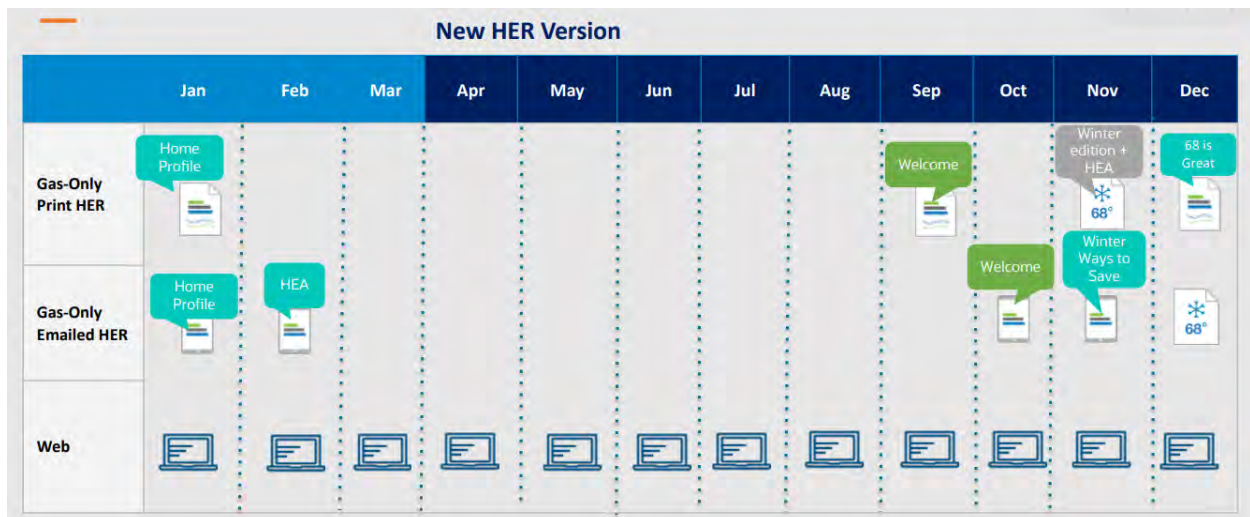 New HER Version
Jan Feb Mar Apr May Jun Jul Aug Sep Oct Nov Dec
Gas-Only
Print HER
Home
Profile
Welcome
Winter
edition +
HEA
68°
68 is
Great
Gas-Only
Emailed HER
Home
Profile
HEA
Welcome
Winter
Ways to
Save
68°
Web